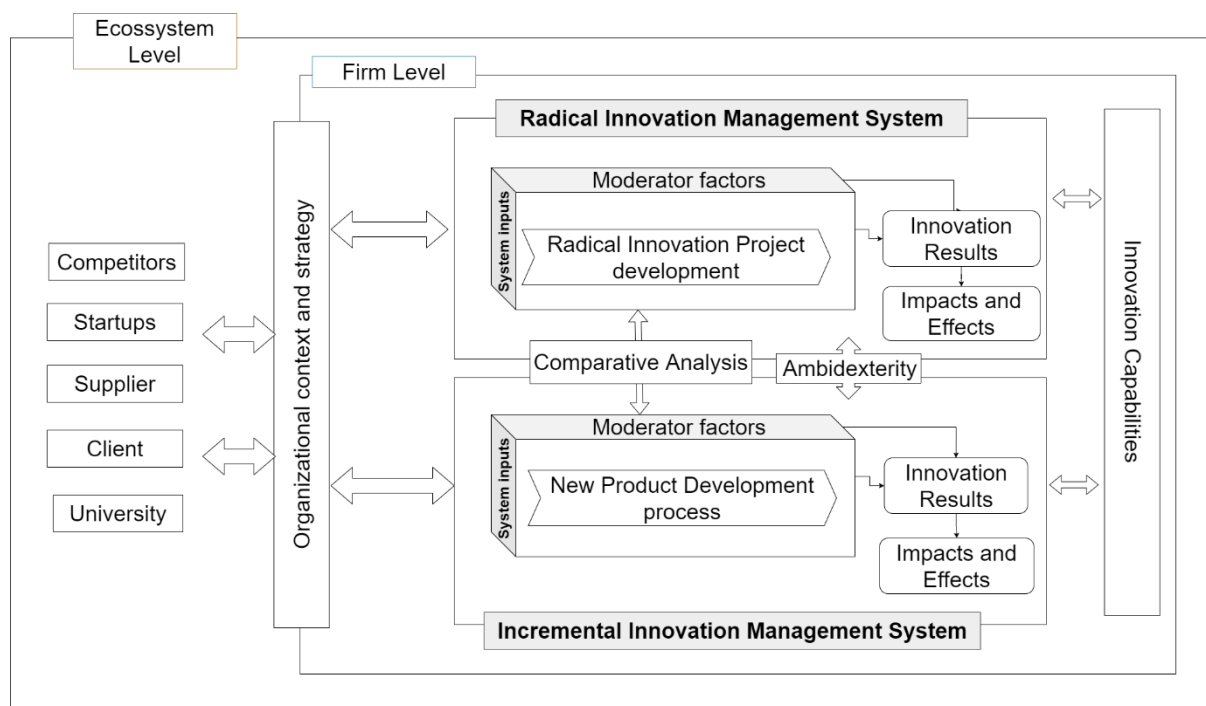 Ecossystem
Level
Firm Level
Radical Innovation Management System
Competitors
Startups
Supplier
Client
University
Organizational context and strategy
Moderator factors
System inputs
Radical Innovation Project
development
Innovation
Results
Impacts and
Effects
Comparative Analysis
Ambidexterity
Moderator factors
System inputs
New Product Development
process
Innovation
Results
Impacts and
Effects
Incremental Innovation Management System
Innovation Capabilities